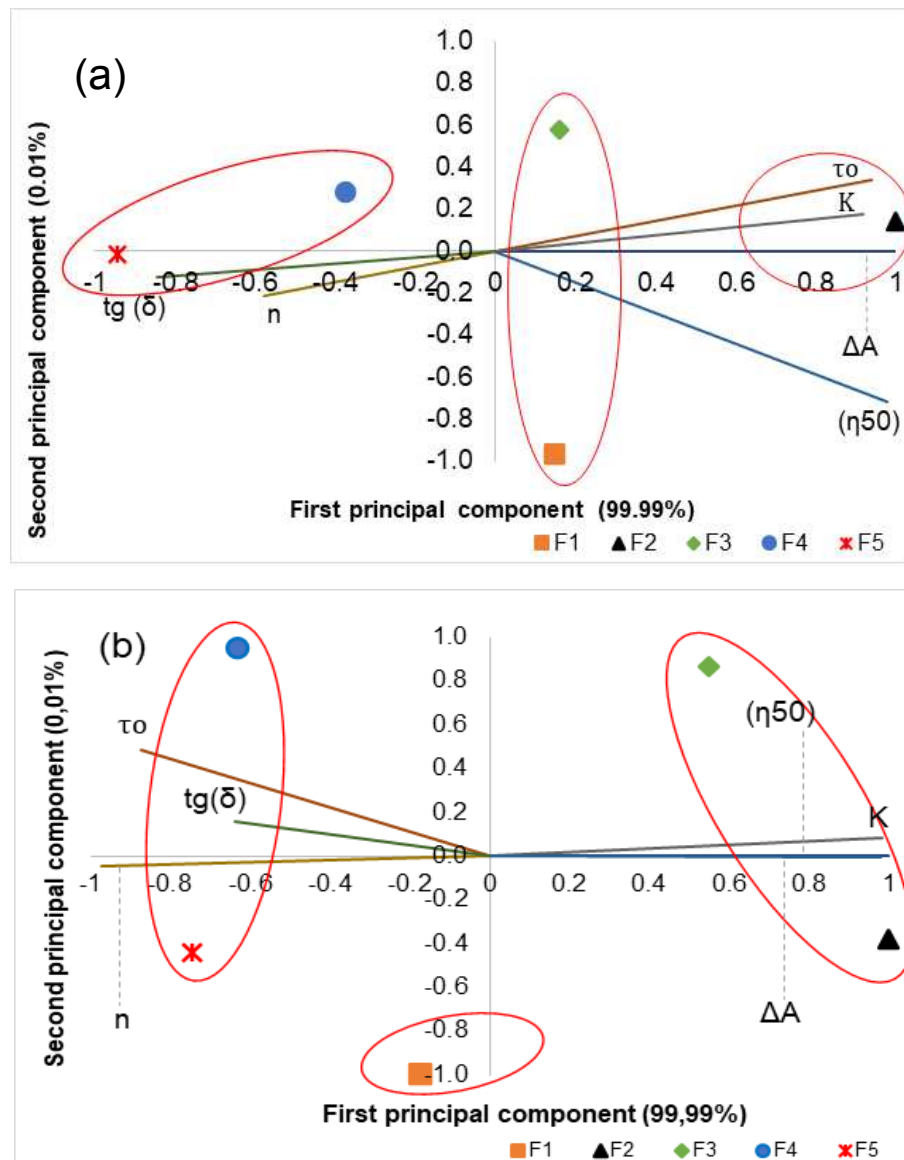 (a)
Second principal component (0.01%)
1.0
0.8
0.6
0.4
0.2
0.0
-0.2
-0.4
-0.6
-0.8
-1.0
-1
-0.8
-0.6
-0.4
-0.2
0
0.2
0.4
0.6
0.8
1
τo
K
tg (δ)
n
ΔA
(η50)
First principal component (99.99%)
F1 F2 F3 F4 F5
(b)
Second principal component (0,01%)
1.0
0.8
0.6
0.4
0.2
0.0
-0.2
-0.4
-0.6
-0.8
-1.0
-1
-0.8
-0.6
-0.4
-0.2
0
0.2
0.4
0.6
0.8
1
(η50)
τo
tg(δ)
K
n
ΔA
First principal component (99,99%)
F1 F2 F3 F4 F5